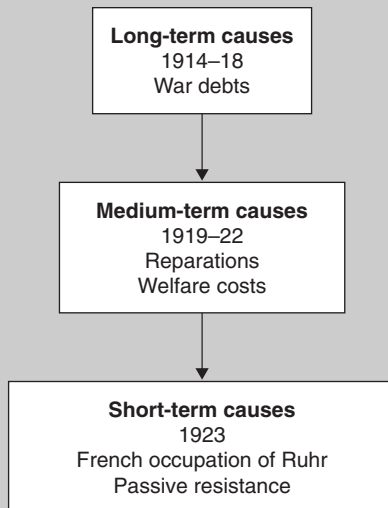 Long-term causes
1914–18
War debts
Medium-term causes
1919–22
Reparations
Welfare costs
Short-term causes
1923
French occupation of Ruhr
Passive resistance